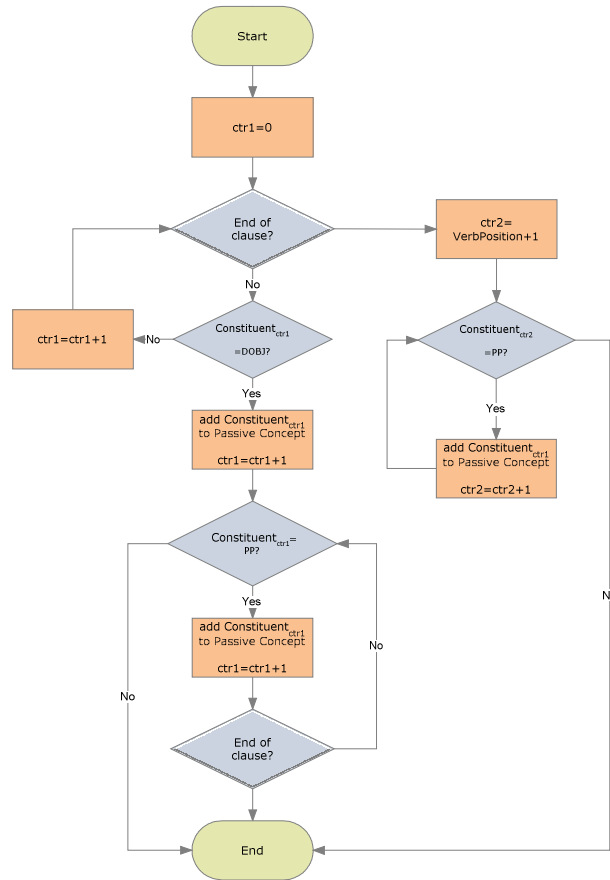 Start
ctr1=0
End of
clause?
ctr2=
VerbPosition+1
No
Constituent ctr1
=DOBJ?
No
ctr1=ctr1+1
Constituent ctr2
=PP?
Yes
Yes
add Constituent ctr1
to Passive Concept
ctr1=ctr1+1
add Constituent ctr1
to Passive Concept
ctr2=ctr2+1
Constituent ctr1=
PP?
Yes
N
add Constituent ctr1
to Passive Concept
ctr1=ctr1+1
No
No
End of
clause?
End